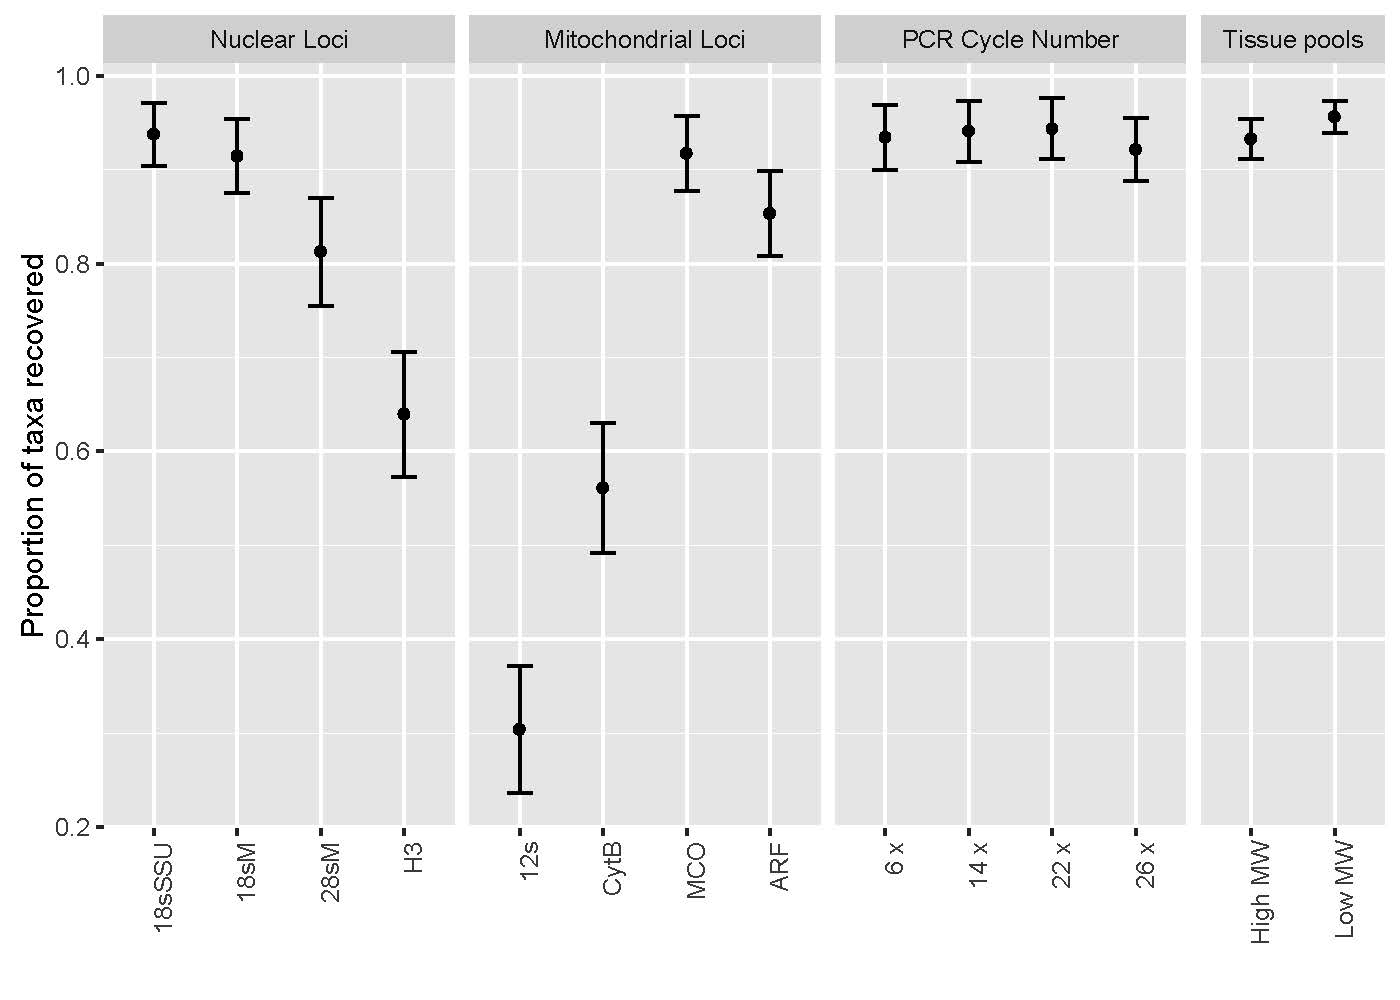 Nuclear Loci
Mitochondrial Loci
PCR Cycle Number
Tissue pools
Proportion of taxa recovered
1.0
0.8
0.6
0.4
0.2
18sSSU
18sM
28sM
H3
12s
CytB
MCO
ARF
6 x
14 x
22 x
26 x
High MW
Low MW